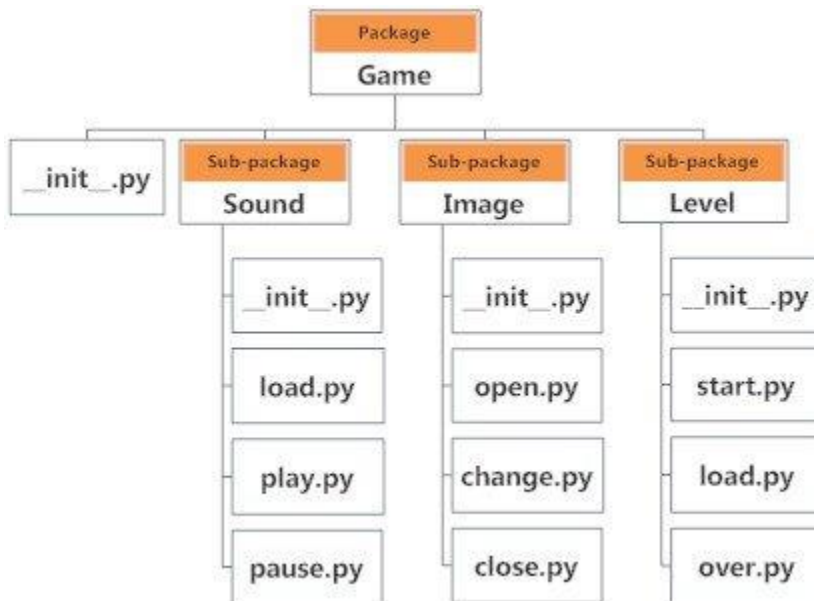 Package
Game
__init__.py
Sub-package
Sound
Sub-package
Image
Sub-package
Level
__init__.py
load.py
play.py
pause.py
__init__.py
open.py
change.py
close.py
__init__.py
start.py
load.py
over.py